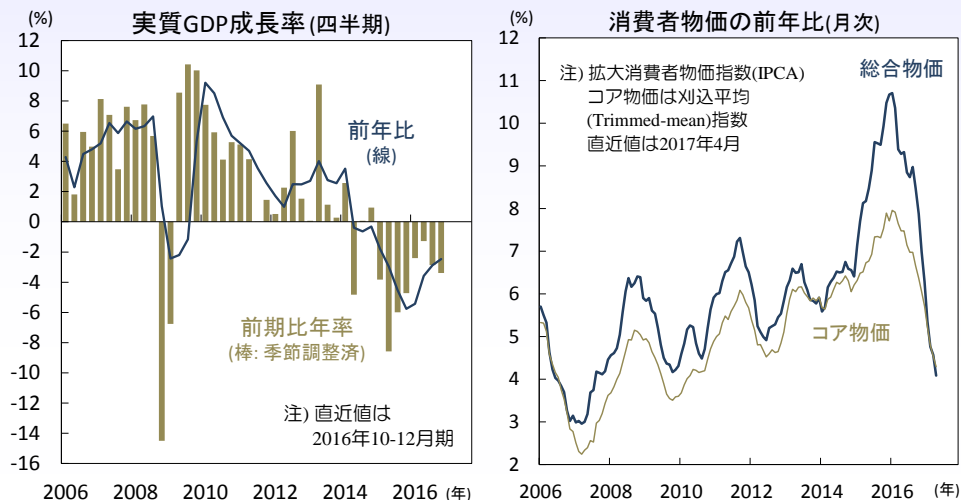 実質GDP成長率(四半期)
(%)
12
10
8
6
4
2
0
-2
-4
-6
-8
-10
-12
-14
-16
前年比
(線)
前期比年率
(棒: 季節調整済)
注) 直近値は
2016年10-12月期
2006 2008 2010 2012 2014 2016 (年)
消費者物価の前年比(月次)
(%)
12
11
10
9
8
7
6
5
4
3
2
注) 拡大消費者物価指数(IPCA)
コア物価は刈込平均
(Trimmed-mean)指数
直近値は2017年4月
総合物価
コア物価
2006 2008 2010 2012 2014 2016 (年)